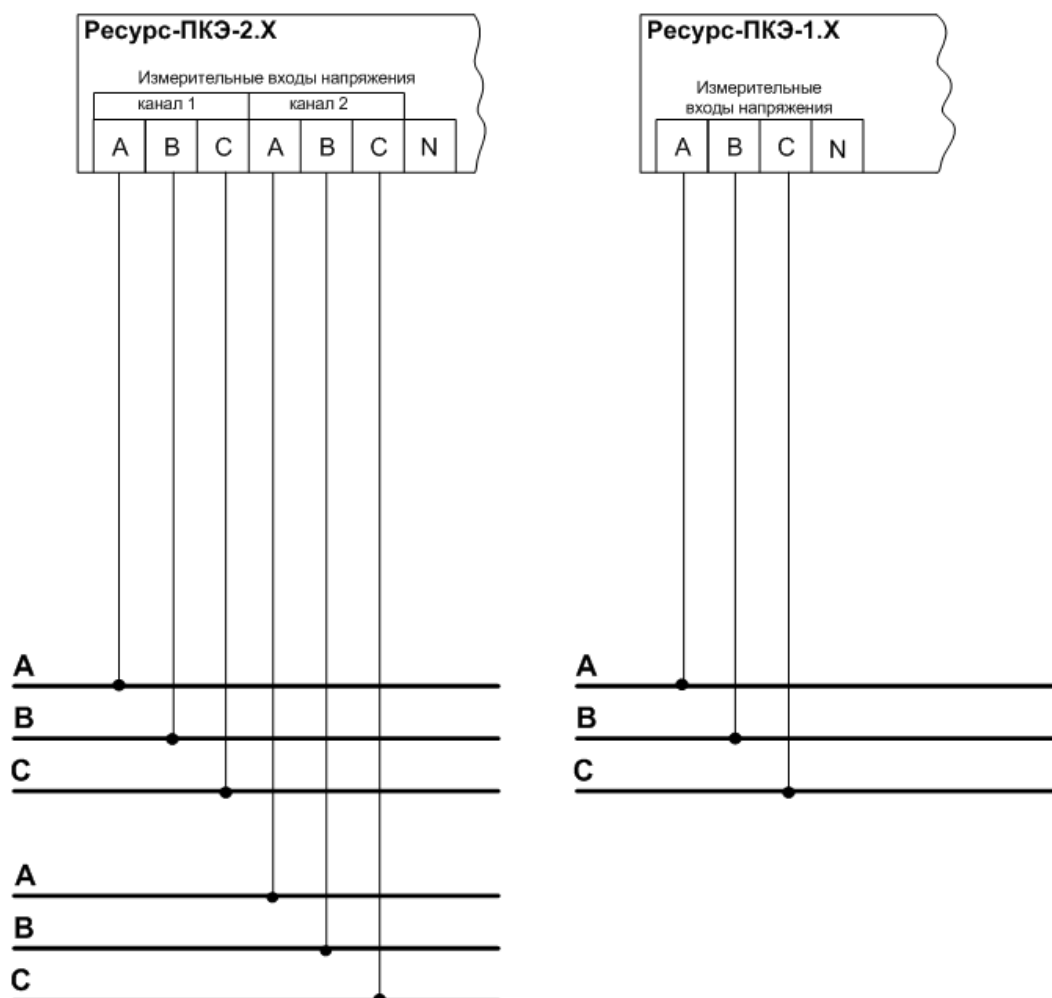 Ресурс-ПКЭ-2.Х
Измерительные входы напряжения
канал 1 канал 2
A B C A B C N
A
B
C
A
B
C
Ресурс-ПКЭ-1.Х
Измерительные
входы напряжения
A B C N
A
B
C